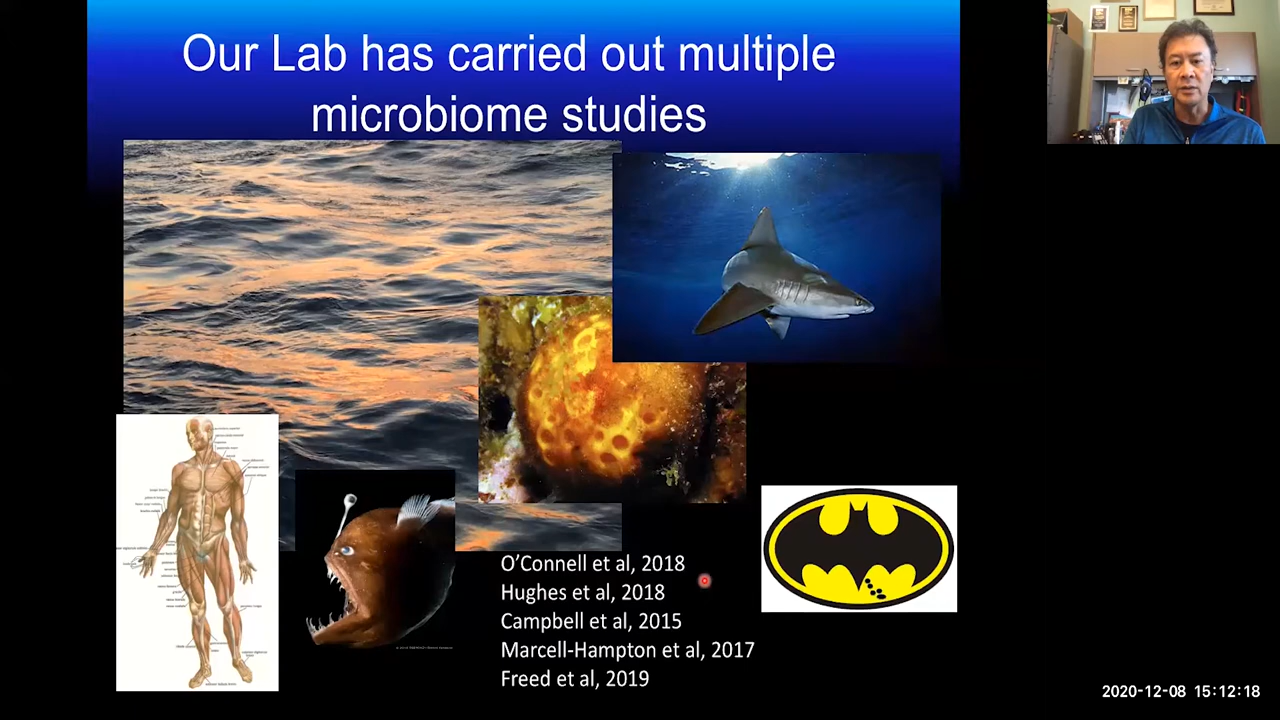 Our Lab has carried out multiple
microbiome studies
O'Connell et al, 2018
Hughes et al, 2018
Campbell et al, 2015
Marcell-Hampton et al, 2017
Freed et al, 2019
2020-12-08 15:12:18